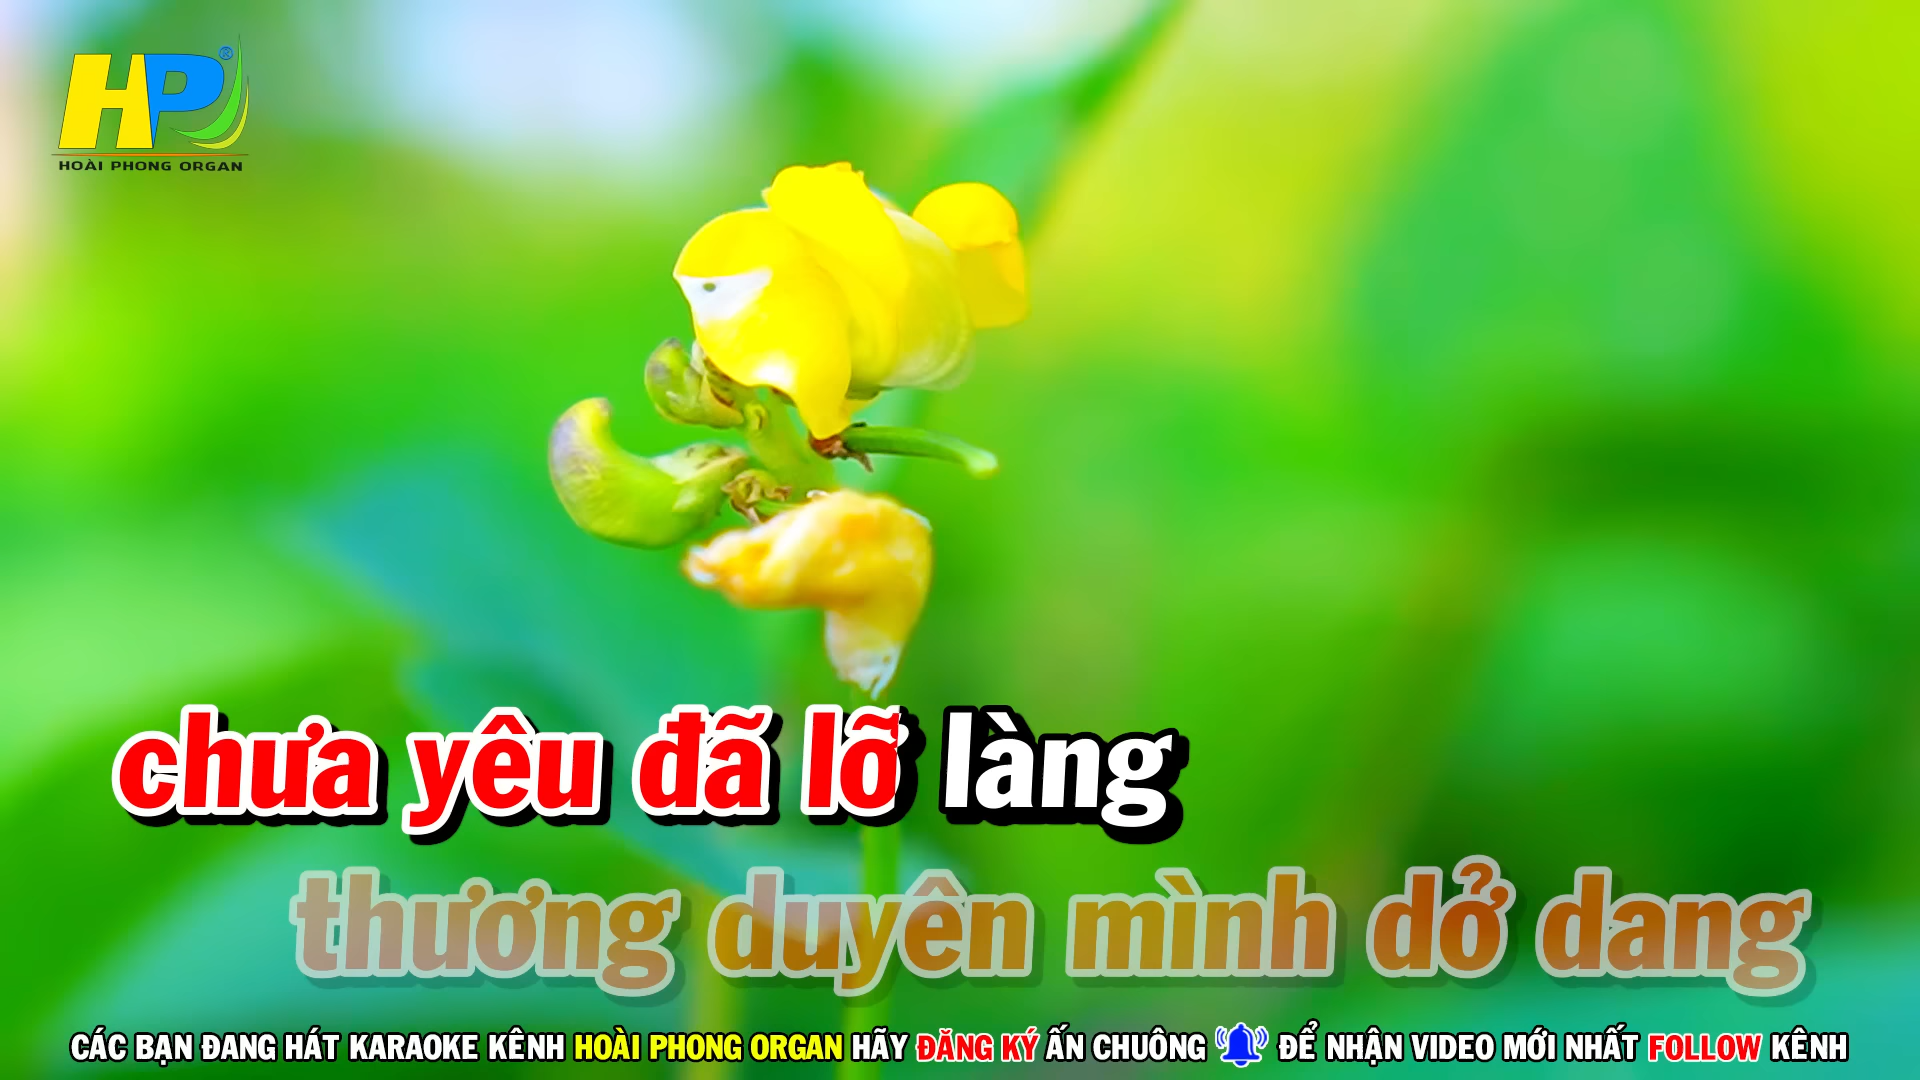 HP®
HOÀI PHONG ORGAN
chưa yêu đã lỡ làng
thương duyên mình dở dang
CÁC BẠN ĐANG HÁT KARAOKE KÊNH HOÀI PHONG ORGAN HÃY ĐĂNG KÝ ẤN CHUÔNG ĐỂ NHẬN VIDEO MỚI NHẤT FOLLOW KÊNH